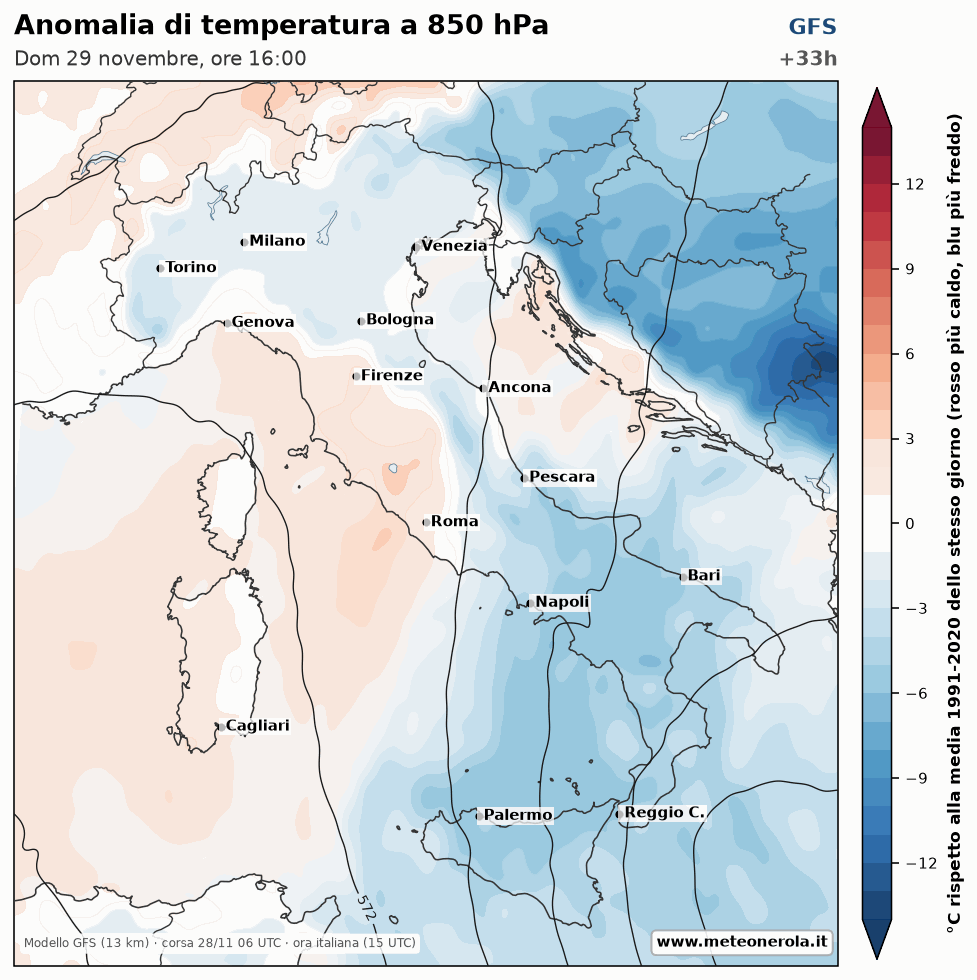 Anomalia di temperatura a 850 hPa
GFS
Dom 29 novembre, ore 16:00
+33h
Milano
Venezia
Torino
Genova
Bologna
Firenze
Ancona
Pescara
Roma
Bari
Napoli
Cagliari
Palermo
Reggio C.
572
12
9
6
3
0
−3
−6
−9
−12
°C rispetto alla media 1991-2020 dello stesso giorno (rosso più caldo, blu più freddo)
Modello GFS (13 km) · corsa 28/11 06 UTC · ora italiana (15 UTC)
www.meteonerola.it